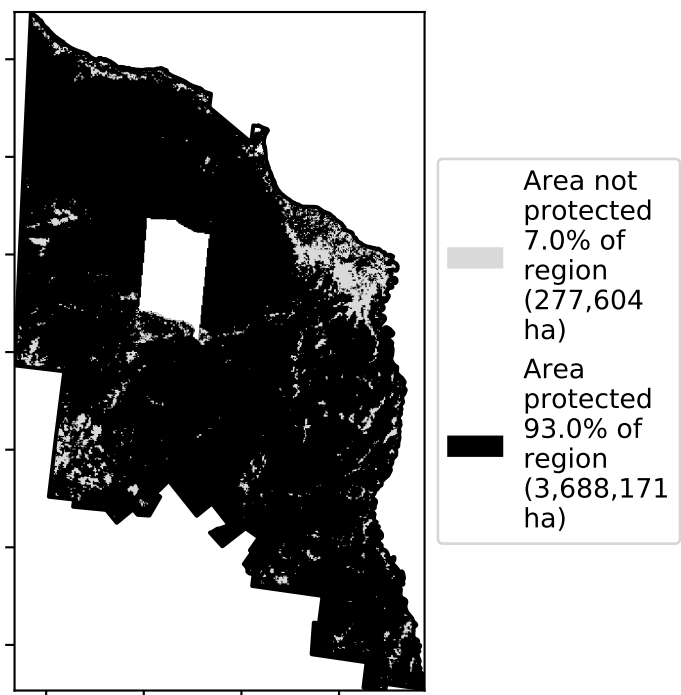 Area not
protected
7.0% of
region
(277,604
ha)
Area
protected
93.0% of
region
(3,688,171
ha)